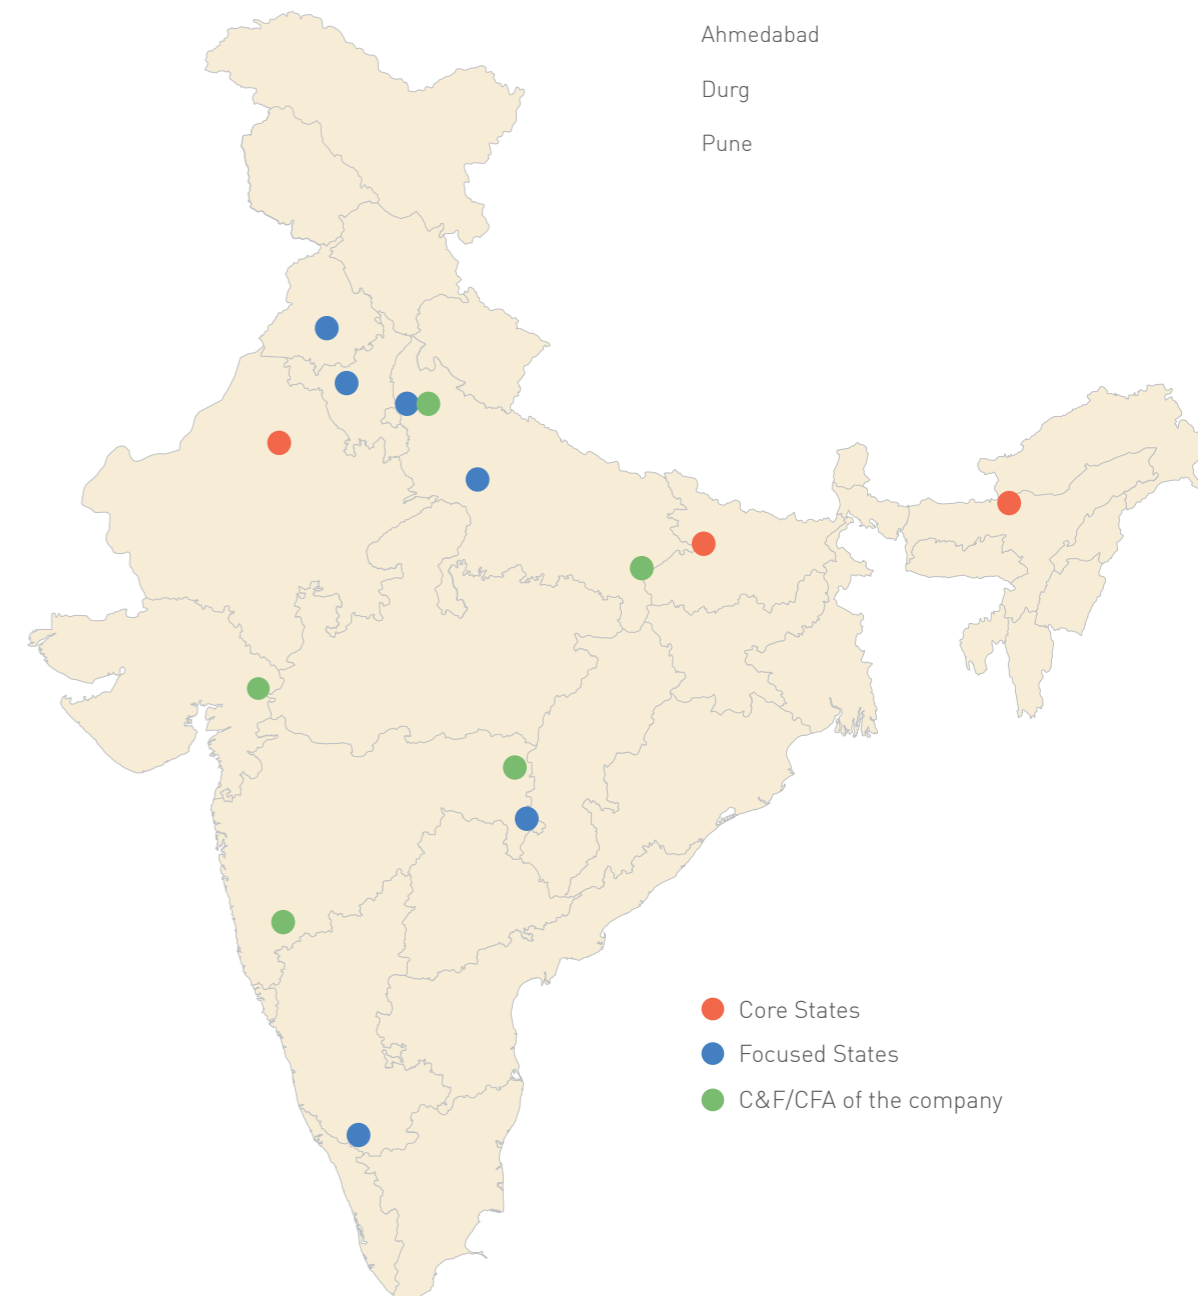 Ahmedabad
Durg
Pune
Core States
Focused States
C&F/CFA of the company